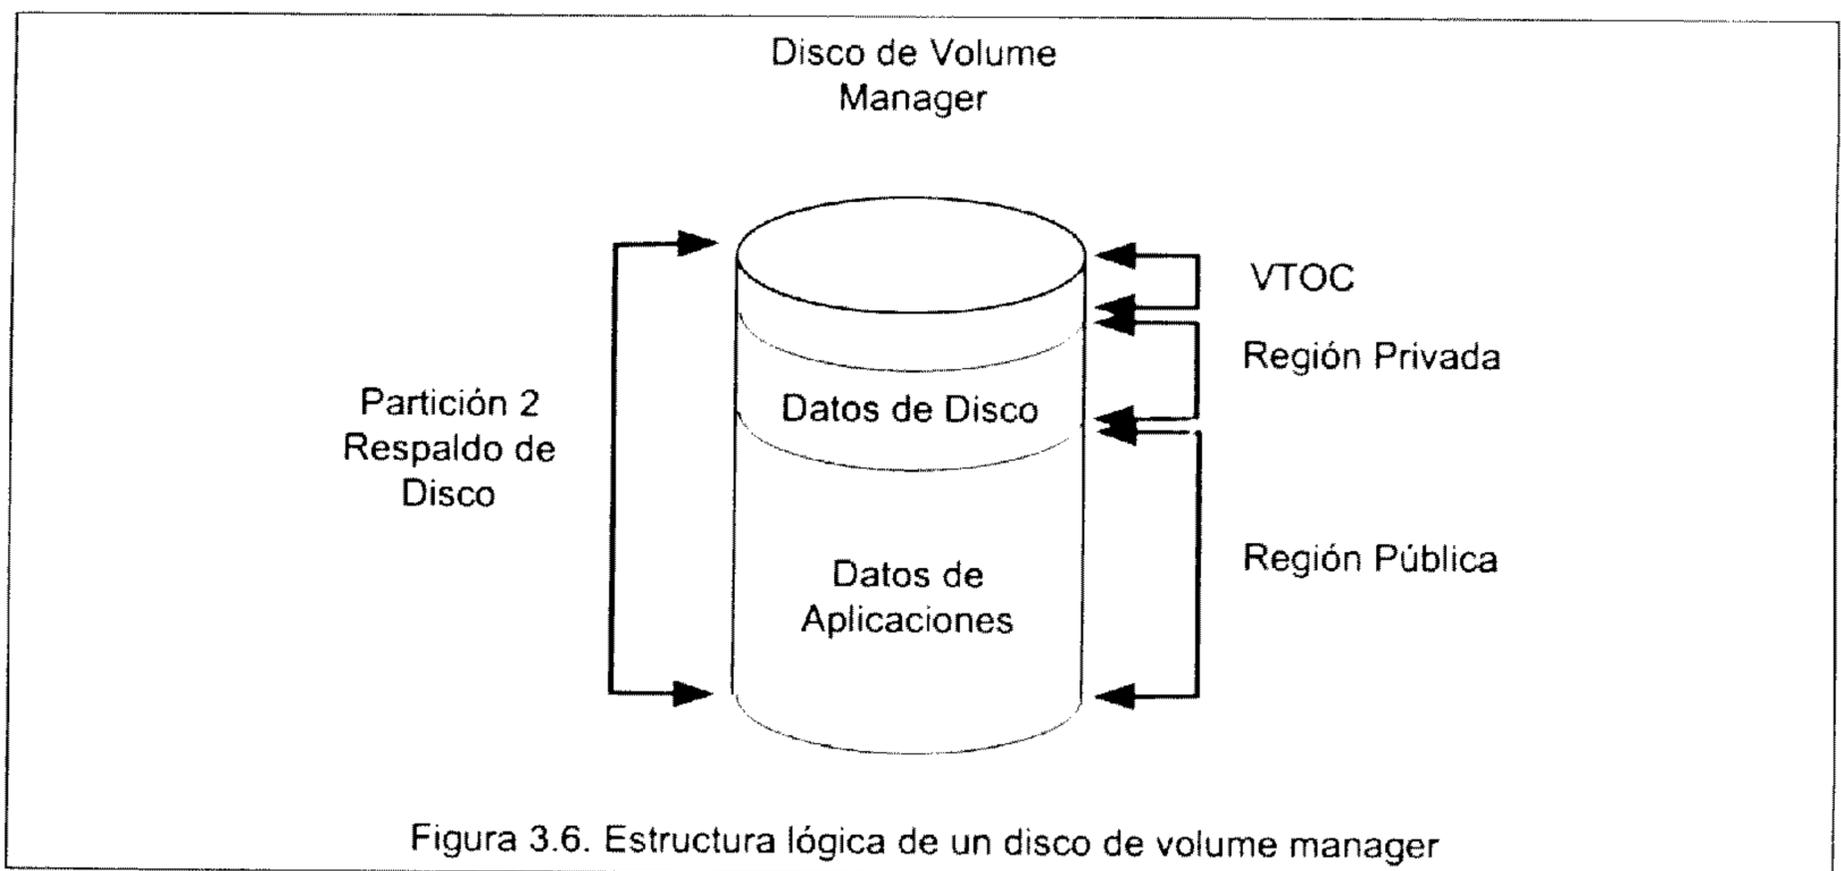 Disco de Volume
Manager
VTOC
Región Privada
Partición 2
Respaldo de
Disco
Datos de Disco
Región Pública
Datos de
Aplicaciones
Figura 3.6. Estructura lógica de un disco de volume manager